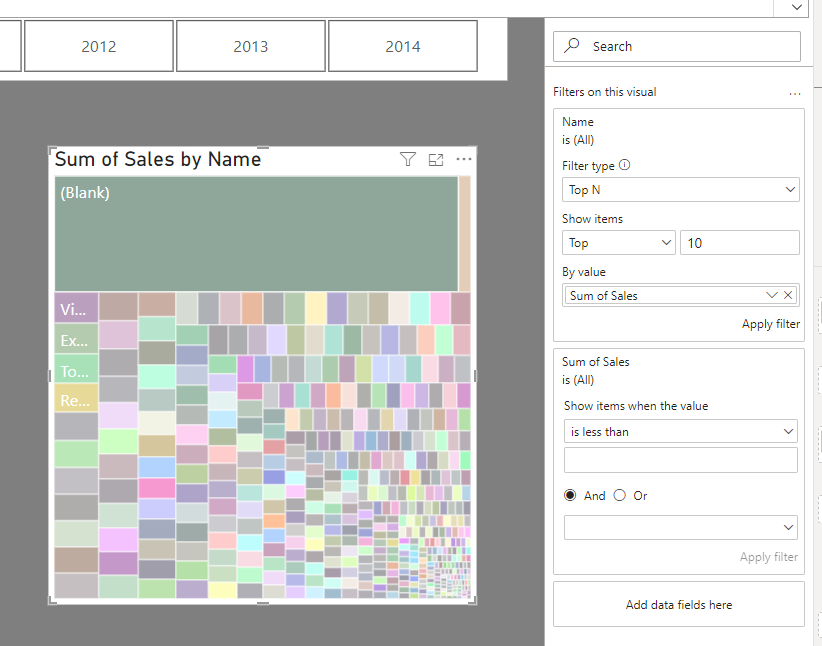 2012
2013
2014
Search
Filters on this visual
...
Name
is (All)
Filter type
Top N
Show items
Top
10
By value
Sum of Sales
Apply filter
Sum of Sales
is (All)
Show items when the value
is less than
And
Or
Apply filter
Add data fields here
Sum of Sales by Name
(Blank)
Vi...
Ex...
To...
Re...